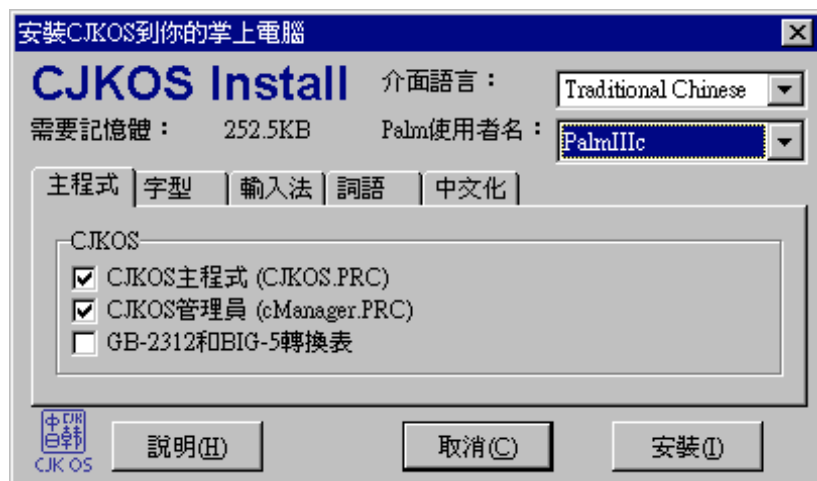 安裝CJKOS到你的掌上電腦
CJKOS Install 介面語言： Traditional Chinese
需要記憶體： 252.5KB Palm使用者名： PalmIIIc
主程式 字型 輸入法 詞語 中文化
CJKOS
CJKOS主程式 (CJKOS.PRC)
CJKOS管理員 (cManager.PRC)
GB-2312和BIG-5轉換表
中 CJK
日韓
CJK OS
說明(H) 取消(C) 安裝(I)